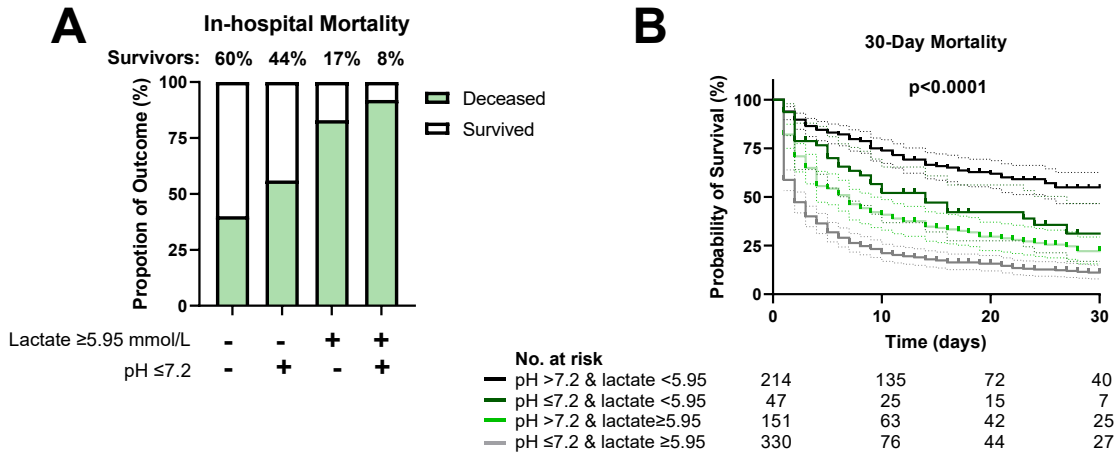 A
In-hospital Mortality
Survivors: 60% 44% 17% 8%
Propotion of Outcome (%)
100
75
50
25
0
Deceased
Survived
Lactate ≥5.95 mmol/L - - + +
pH ≤7.2 - + - +
B
30-Day Mortality
p<0.0001
Probability of Survival (%)
100
75
50
25
0
0 10 20 30
Time (days)
No. at risk
pH >7.2 & lactate <5.95 214 135 72 40
pH ≤7.2 & lactate <5.95 47 25 15 7
pH >7.2 & lactate≥5.95 151 63 42 25
pH ≤7.2 & lactate ≥5.95 330 76 44 27